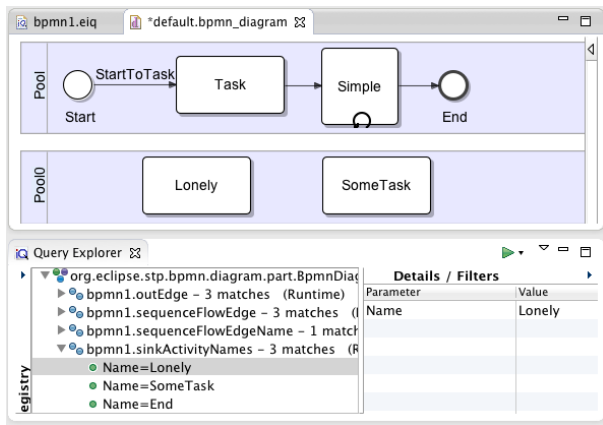 bpmn1.eiq
*default.bpmn_diagram
Pool
StartToTask
Task
Simple
Start
End
Pool0
Lonely
SomeTask
Query Explorer
org.eclipse.stp.bpmn.diagram.part.BpmnDiag
Details / Filters
bpmn1.outEdge - 3 matches (Runtime)
Parameter
Value
bpmn1.sequenceFlowEdge - 3 matches (
Name
Lonely
bpmn1.sequenceFlowEdgeName - 1 match
bpmn1.sinkActivityNames - 3 matches (R
Name=Lonely
Name=SomeTask
Name=End
egistry